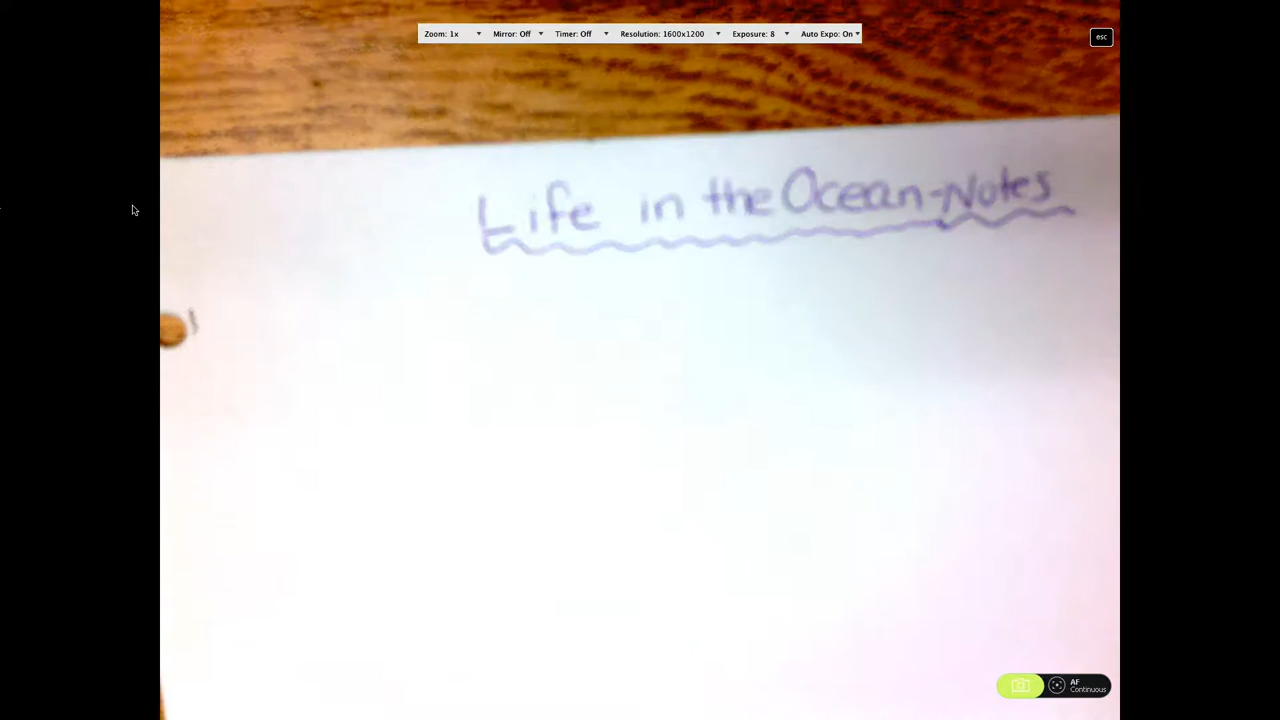 Zoom: 1x Mirror: Off Timer: Off Resolution: 1600x1200 Exposure: 8 Auto Expo: On
esc
Life in the Ocean-Notes
AF
Continuous